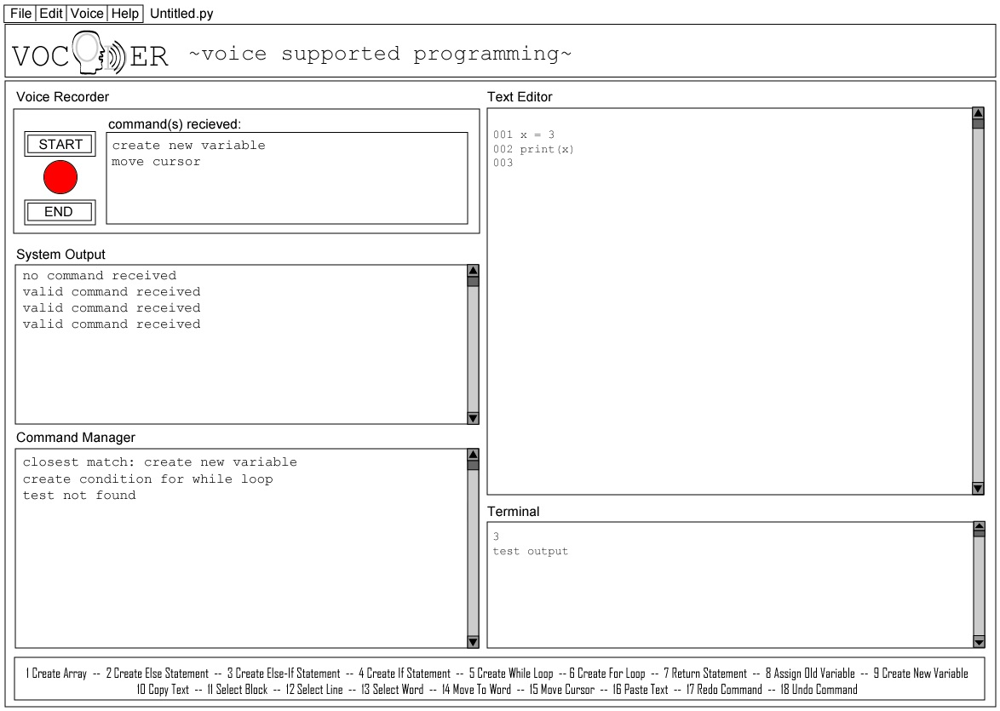 File Edit Voice Help Untitled.py
VOCODER ~voice supported programming~
Voice Recorder
command(s) recieved:
START
create new variable
move cursor
END
System Output
no command received
valid command received
valid command received
valid command received
Command Manager
closest match: create new variable
create condition for while loop
test not found
Text Editor
001 x = 3
002 print(x)
003
Terminal
3
test output
1 Create Array -- 2 Create Else Statement -- 3 Create Else-If Statement -- 4 Create If Statement -- 5 Create While Loop -- 6 Create For Loop -- 7 Return Statement -- 8 Assign Old Variable -- 9 Create New Variable
10 Copy Text -- 11 Select Block -- 12 Select Line -- 13 Select Word -- 14 Move To Word -- 15 Move Cursor -- 16 Paste Text -- 17 Redo Command -- 18 Undo Command